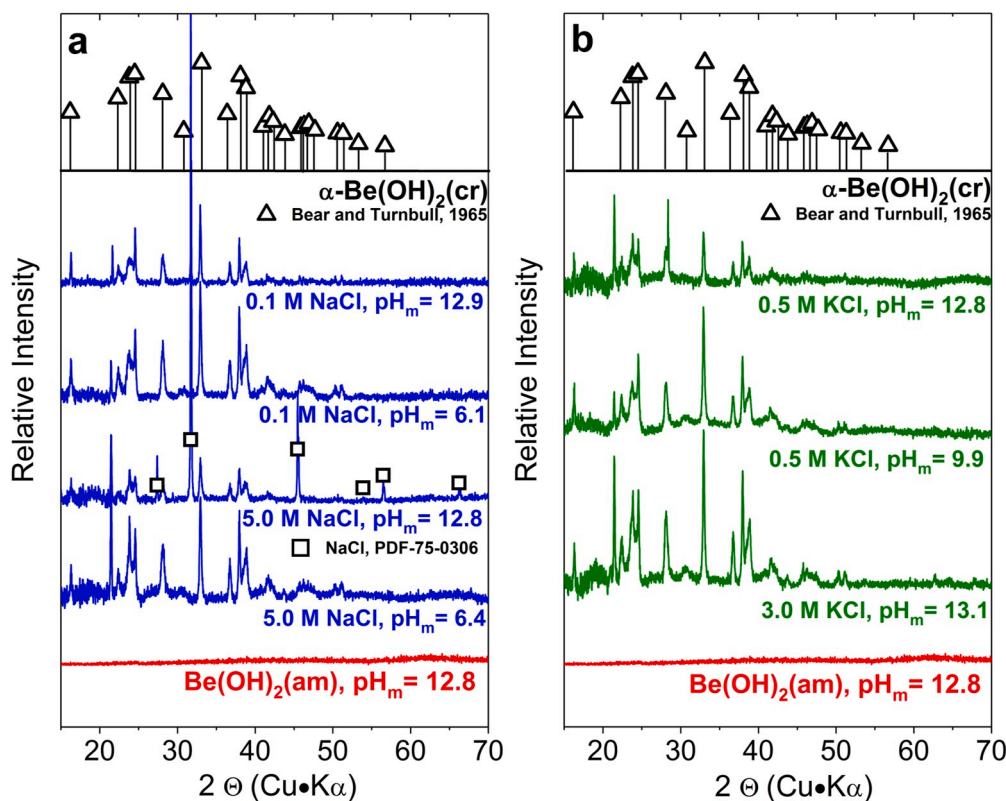 a
α-Be(OH)2(cr)
Bear and Turnbull, 1965
0.1 M NaCl, pHm= 12.9
0.1 M NaCl, pHm= 6.1
5.0 M NaCl, pHm= 12.8
NaCl, PDF-75-0306
5.0 M NaCl, pHm= 6.4
Be(OH)2(am), pHm= 12.8
Relative Intensity
20 30 40 50 60 70
2 Θ (Cu•Kα)
b
α-Be(OH)2(cr)
Bear and Turnbull, 1965
0.5 M KCl, pHm= 12.8
0.5 M KCl, pHm= 9.9
3.0 M KCl, pHm= 13.1
Be(OH)2(am), pHm= 12.8
Relative Intensity
20 30 40 50 60 70
2 Θ (Cu•Kα)